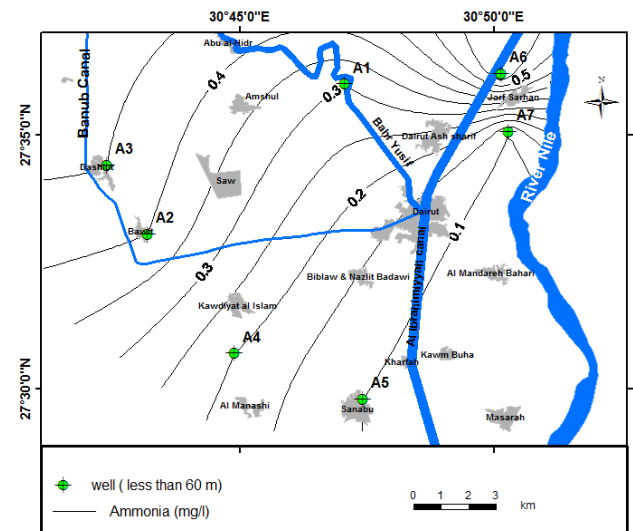 30°45'0"E
30°50'0"E
27°35'0"N
27°30'0"N
Abu al-Hidr
A6
0.5
Jarf Sarhan
N
0.4
A1
0.3
Amshul
A7
Banub Canal
Bahr Yusif
Dairut Ash sharif
A3
Dashlut
Saw
River Nile
0.2
Dairut
0.1
A2
Bawit
0.3
Biblaw & Nazlit Badawi
Al Mandareh Bahari
Al Ibrahimiyyah canal
Kawdiyat al Islam
A4
Kharfah
Kawm Buha
A5
Al Manashi
Sanabu
Masarah
well ( less than 60 m)
Ammonia (mg/l)
0 1 2 3
km